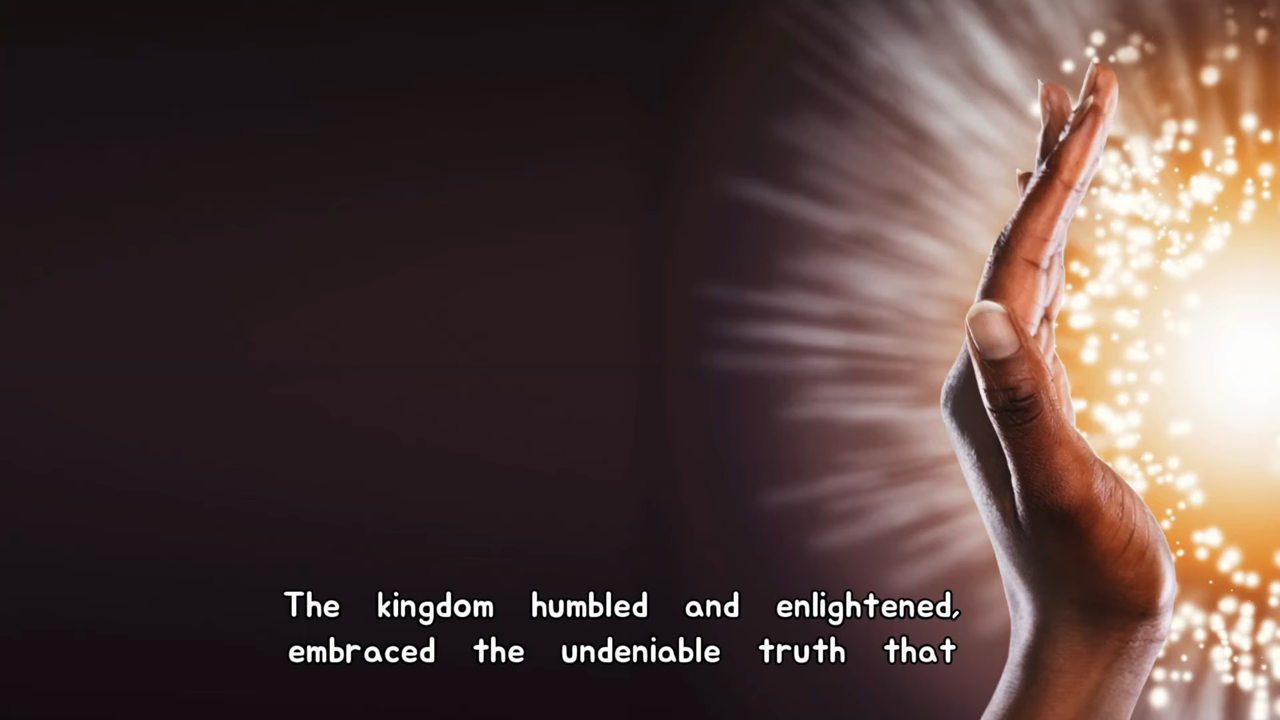 The kingdom humbled and enlightened,
embraced the undeniable truth that